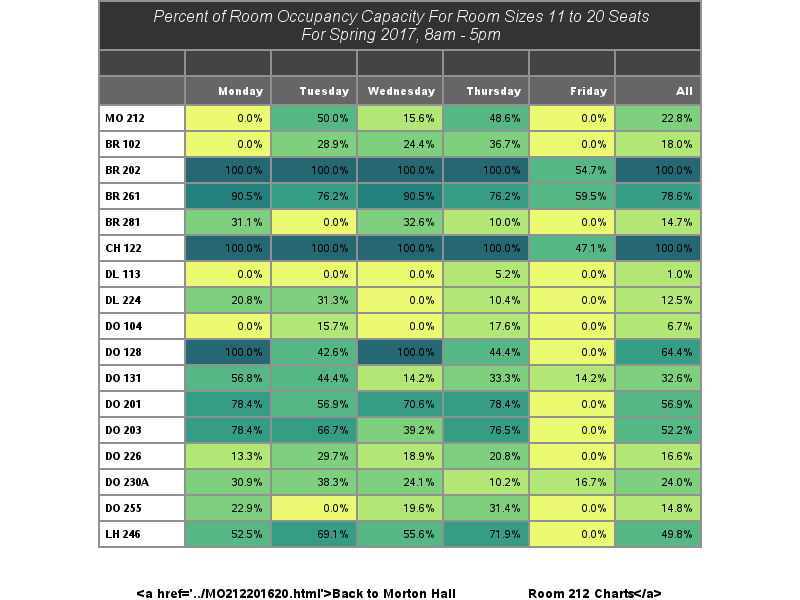 Percent of Room Occupancy Capacity For Room Sizes 11 to 20 Seats
For Spring 2017, 8am - 5pm
Monday Tuesday Wednesday Thursday Friday All
MO 212 0.0% 50.0% 15.6% 48.6% 0.0% 22.8%
BR 102 0.0% 28.9% 24.4% 36.7% 0.0% 18.0%
BR 202 100.0% 100.0% 100.0% 100.0% 54.7% 100.0%
BR 261 90.5% 76.2% 90.5% 76.2% 59.5% 78.6%
BR 281 31.1% 0.0% 32.6% 10.0% 0.0% 14.7%
CH 122 100.0% 100.0% 100.0% 100.0% 47.1% 100.0%
DL 113 0.0% 0.0% 0.0% 5.2% 0.0% 1.0%
DL 224 20.8% 31.3% 0.0% 10.4% 0.0% 12.5%
DO 104 0.0% 15.7% 0.0% 17.6% 0.0% 6.7%
DO 128 100.0% 42.6% 100.0% 44.4% 0.0% 64.4%
DO 131 56.8% 44.4% 14.2% 33.3% 14.2% 32.6%
DO 201 78.4% 56.9% 70.6% 78.4% 0.0% 56.9%
DO 203 78.4% 66.7% 39.2% 76.5% 0.0% 52.2%
DO 226 13.3% 29.7% 18.9% 20.8% 0.0% 16.6%
DO 230A 30.9% 38.3% 24.1% 10.2% 16.7% 24.0%
DO 255 22.9% 0.0% 19.6% 31.4% 0.0% 14.8%
LH 246 52.5% 69.1% 55.6% 71.9% 0.0% 49.8%
<a href='../MO212201620.html'>Back to Morton Hall Room 212 Charts</a>